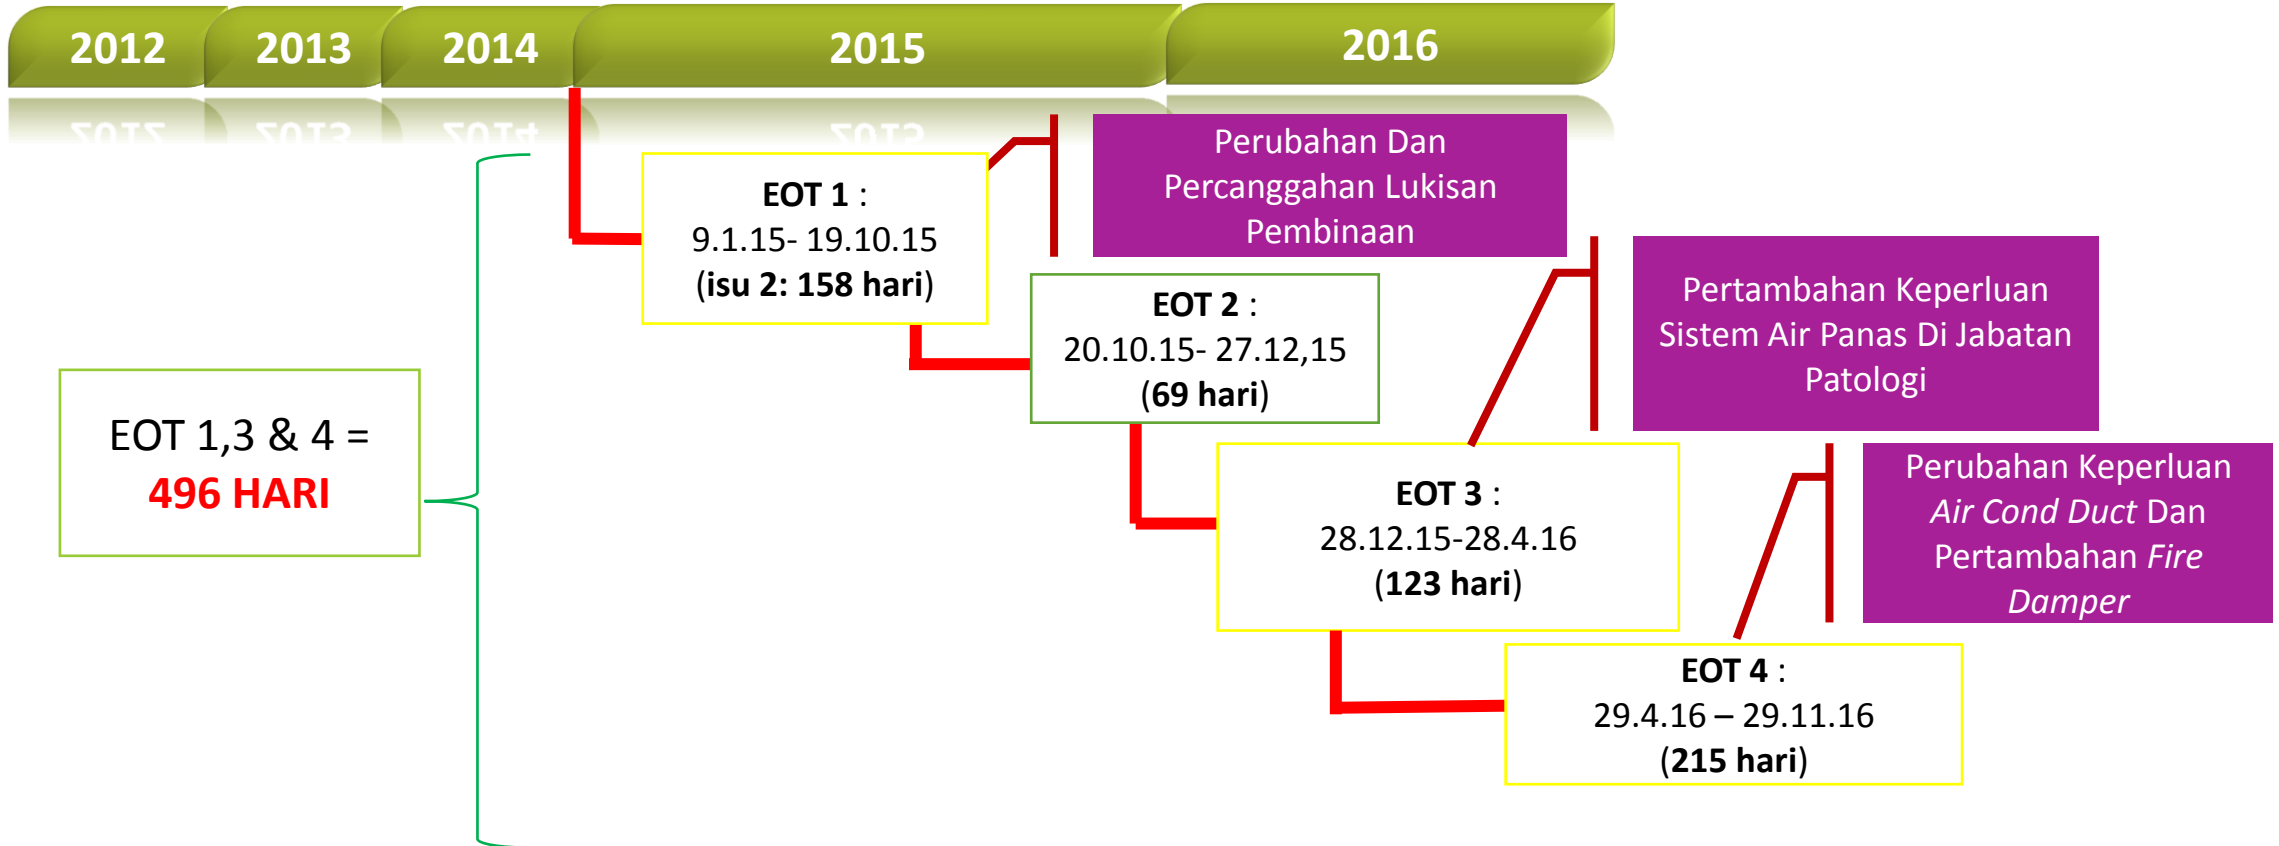 2012 2013 2014 2015 2016
Perubahan Dan
Percanggahan Lukisan
Pembinaan
EOT 1 :
9.1.15- 19.10.15
(isu 2: 158 hari)
EOT 2 :
20.10.15- 27.12,15
(69 hari)
Pertambahan Keperluan
Sistem Air Panas Di Jabatan
Patologi
EOT 1,3 & 4 =
496 HARI
EOT 3 :
28.12.15-28.4.16
(123 hari)
Perubahan Keperluan
Air Cond Duct Dan
Pertambahan Fire
Damper
EOT 4 :
29.4.16 – 29.11.16
(215 hari)